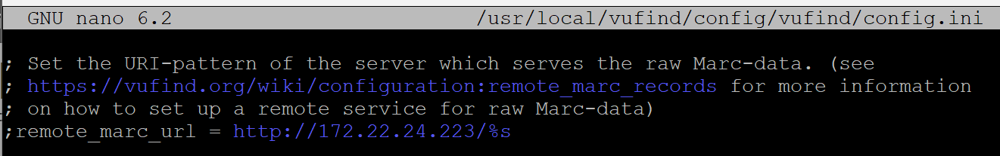 GNU nano 6.2 /usr/local/vufind/config/vufind/config.ini
; Set the URI-pattern of the server which serves the raw Marc-data. (see
; https://vufind.org/wiki/configuration:remote_marc_records for more information
; on how to set up a remote service for raw Marc-data)
;remote_marc_url = http://172.22.24.223/%s